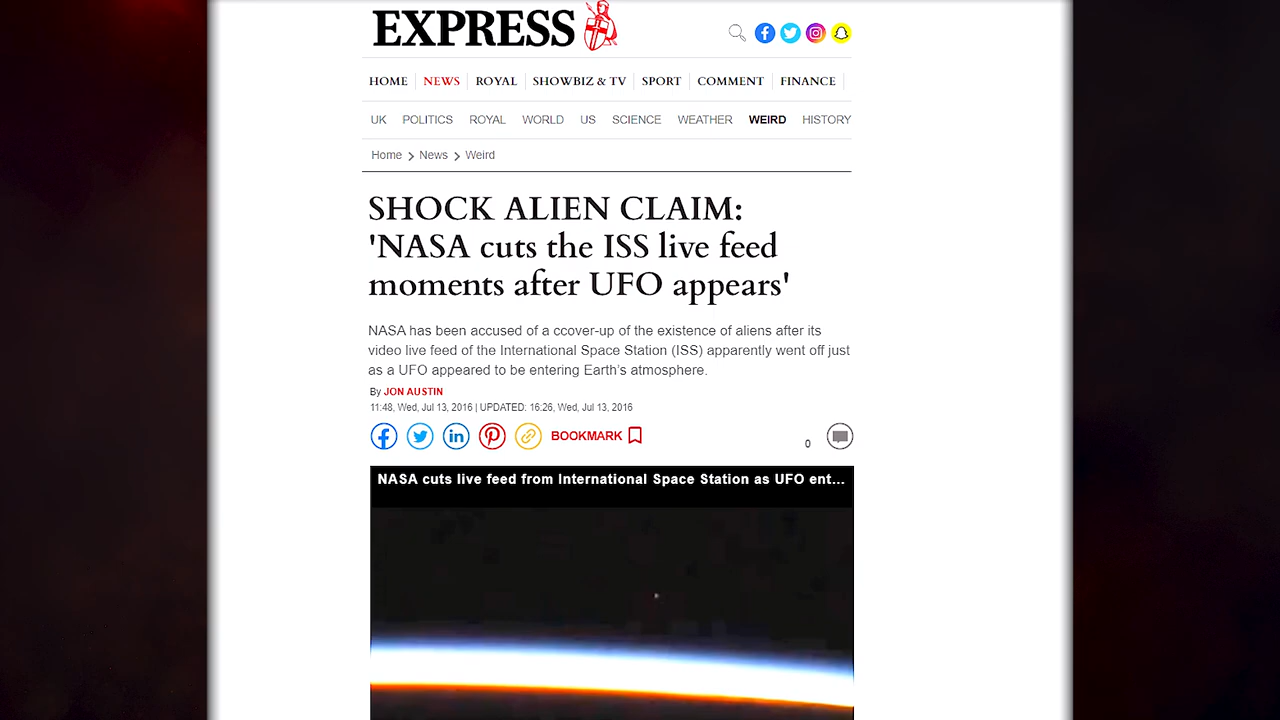 EXPRESS
HOME NEWS ROYAL SHOWBIZ & TV SPORT COMMENT FINANCE
UK POLITICS ROYAL WORLD US SCIENCE WEATHER WEIRD HISTORY
Home > News > Weird
SHOCK ALIEN CLAIM:
'NASA cuts the ISS live feed
moments after UFO appears'
NASA has been accused of a ccover-up of the existence of aliens after its
video live feed of the International Space Station (ISS) apparently went off just
as a UFO appeared to be entering Earth's atmosphere.
By JON AUSTIN
11:48, Wed, Jul 13, 2016 | UPDATED: 16:26, Wed, Jul 13, 2016
BOOKMARK
0
NASA cuts live feed from International Space Station as UFO ent...